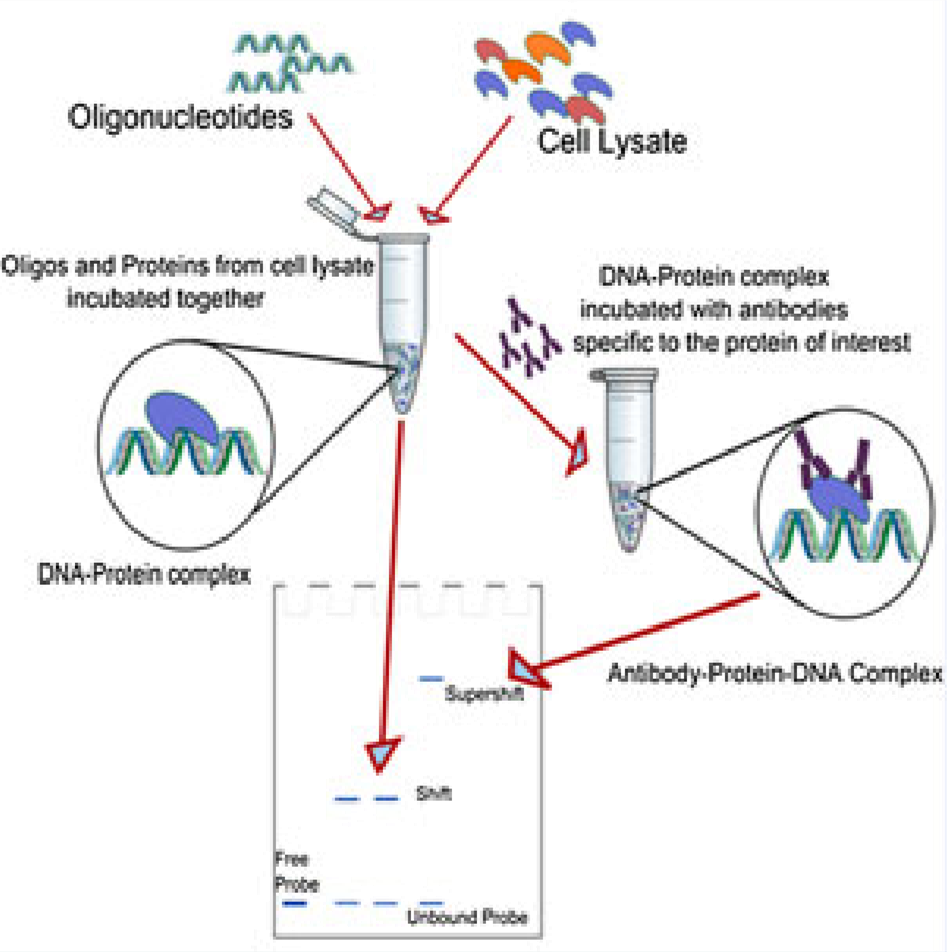 Oligonucleotides
Cell Lysate
Oligos and Proteins from cell lysate
incubated together
DNA-Protein complex
incubated with antibodies
specific to the protein of interest
DNA-Protein complex
Antibody-Protein-DNA Complex
Supershift
Shift
Free
Probe
Unbound Probe